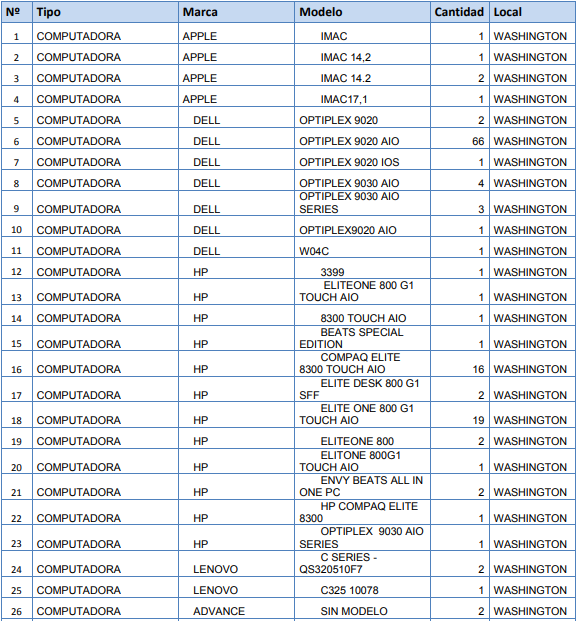 Nº Tipo Marca Modelo Cantidad Local
1 COMPUTADORA APPLE IMAC 1 WASHINGTON
2 COMPUTADORA APPLE IMAC 14,2 1 WASHINGTON
3 COMPUTADORA APPLE IMAC 14.2 2 WASHINGTON
4 COMPUTADORA APPLE IMAC17,1 1 WASHINGTON
5 COMPUTADORA DELL OPTIPLEX 9020 2 WASHINGTON
6 COMPUTADORA DELL OPTIPLEX 9020 AIO 66 WASHINGTON
7 COMPUTADORA DELL OPTIPLEX 9020 IOS 1 WASHINGTON
8 COMPUTADORA DELL OPTIPLEX 9030 AIO 4 WASHINGTON
OPTIPLEX 9030 AIO
9 COMPUTADORA DELL SERIES 3 WASHINGTON
10 COMPUTADORA DELL OPTIPLEX9020 AIO 1 WASHINGTON
11 COMPUTADORA DELL W04C 1 WASHINGTON
12 COMPUTADORA HP 3399 1 WASHINGTON
ELITEONE 800 G1
13 COMPUTADORA HP TOUCH AIO 1 WASHINGTON
14 COMPUTADORA HP 8300 TOUCH AIO 1 WASHINGTON
BEATS SPECIAL
15 COMPUTADORA HP EDITION 1 WASHINGTON
COMPAQ ELITE
16 COMPUTADORA HP 8300 TOUCH AIO 16 WASHINGTON
ELITE DESK 800 G1
17 COMPUTADORA HP SFF 2 WASHINGTON
ELITE ONE 800 G1
18 COMPUTADORA HP TOUCH AIO 19 WASHINGTON
19 COMPUTADORA HP ELITEONE 800 2 WASHINGTON
ELITONE 800G1
20 COMPUTADORA HP TOUCH AIO 1 WASHINGTON
ENVY BEATS ALL IN
21 COMPUTADORA HP ONE PC 2 WASHINGTON
HP COMPAQ ELITE
22 COMPUTADORA HP 8300 1 WASHINGTON
OPTIPLEX 9030 AIO
23 COMPUTADORA HP SERIES 1 WASHINGTON
C SERIES -
24 COMPUTADORA LENOVO QS320510F7 2 WASHINGTON
25 COMPUTADORA LENOVO C325 10078 1 WASHINGTON
26 COMPUTADORA ADVANCE SIN MODELO 2 WASHINGTON